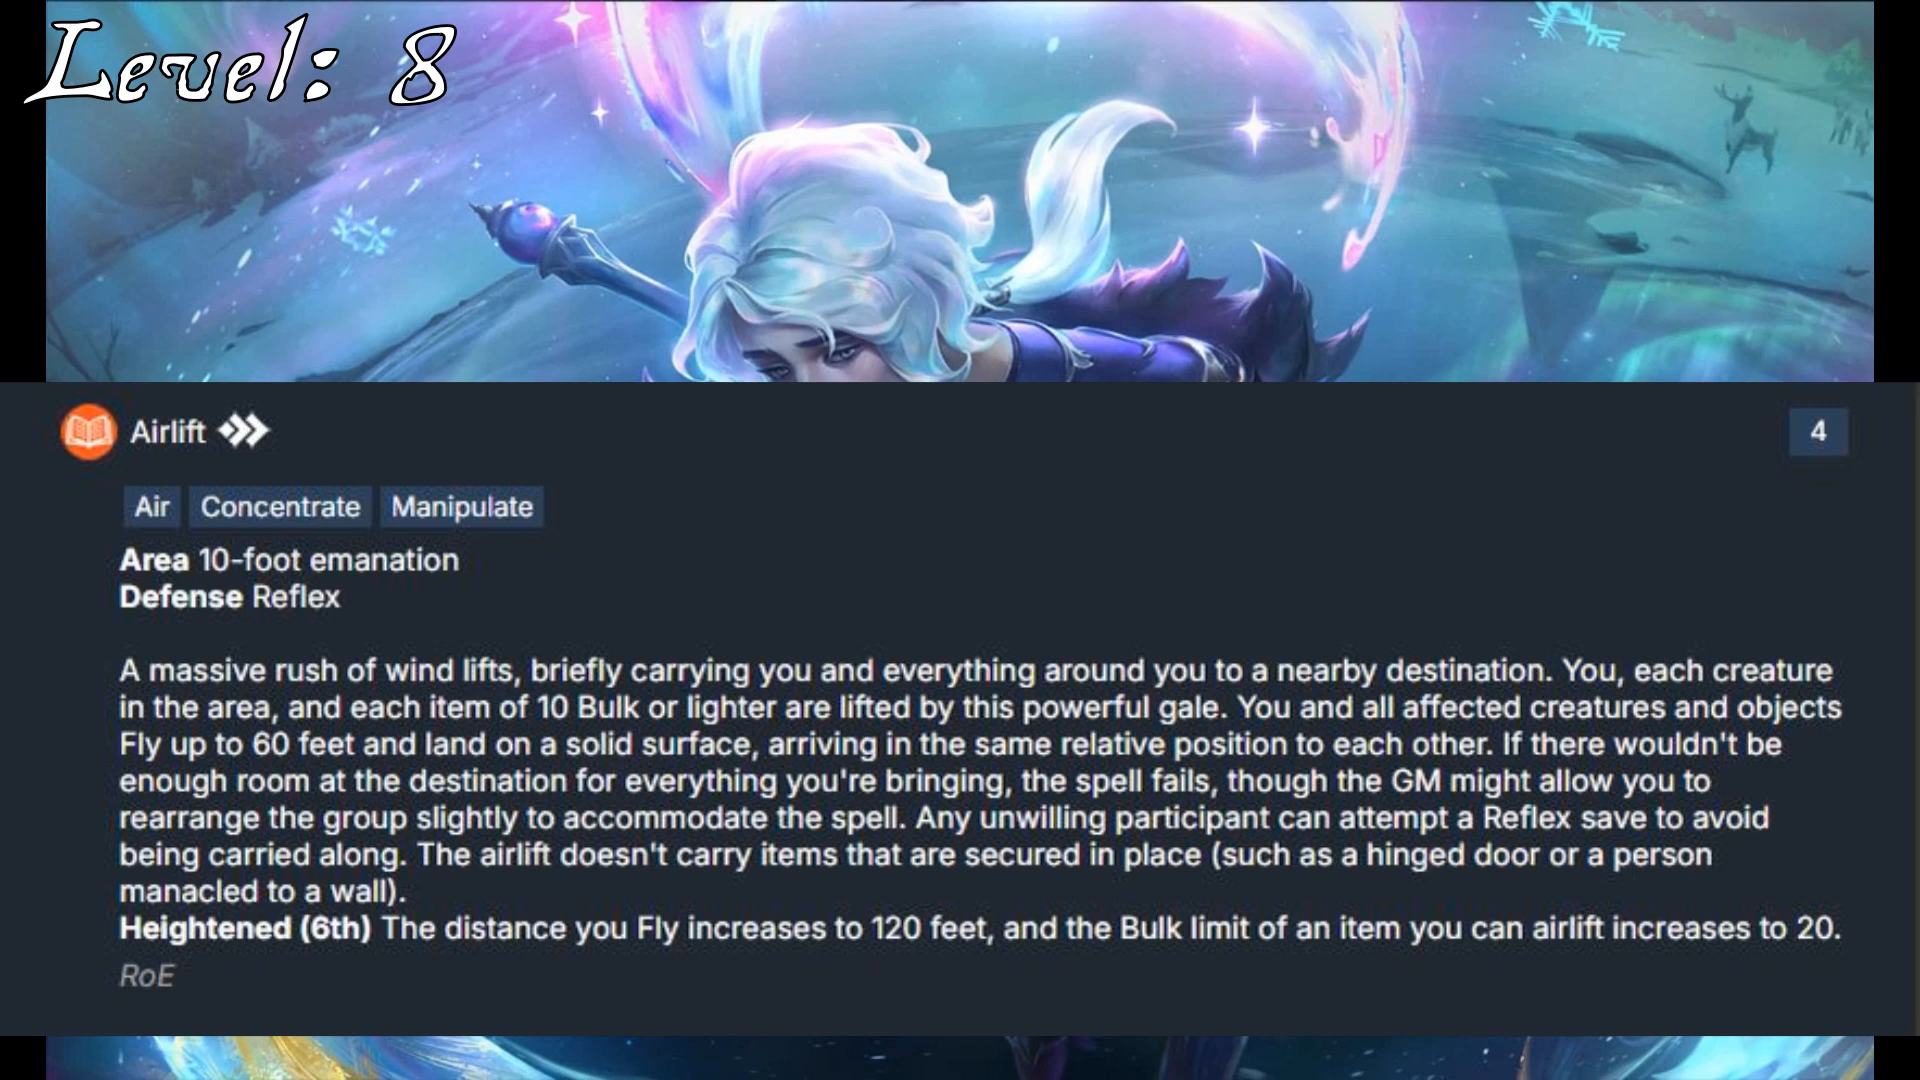 Level: 8
Airlift
4
Air Concentrate Manipulate
Area 10-foot emanation
Defense Reflex
A massive rush of wind lifts, briefly carrying you and everything around you to a nearby destination. You, each creature
in the area, and each item of 10 Bulk or lighter are lifted by this powerful gale. You and all affected creatures and objects
Fly up to 60 feet and land on a solid surface, arriving in the same relative position to each other. If there wouldn't be
enough room at the destination for everything you're bringing, the spell fails, though the GM might allow you to
rearrange the group slightly to accommodate the spell. Any unwilling participant can attempt a Reflex save to avoid
being carried along. The airlift doesn't carry items that are secured in place (such as a hinged door or a person
manacled to a wall).
Heightened (6th) The distance you Fly increases to 120 feet, and the Bulk limit of an item you can airlift increases to 20.
RoE